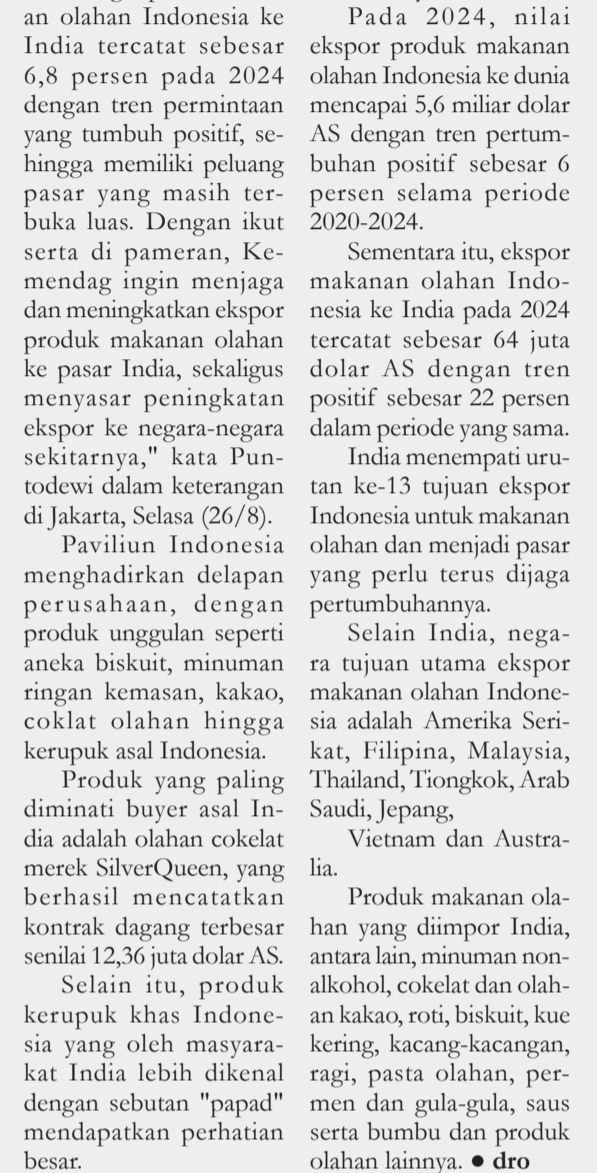 an olahan Indonesia ke
India tercatat sebesar
6,8 persen pada 2024
dengan tren permintaan
yang tumbuh positif, se-
hingga memiliki peluang
pasar yang masih ter-
buka luas. Dengan ikut
serta di pameran, Ke-
mendag ingin menjaga
dan meningkatkan ekspor
produk makanan olahan
ke pasar India, sekaligus
menyasar peningkatan
ekspor ke negara-negara
sekitarnya," kata Pun-
todewi dalam keterangan
di Jakarta, Selasa (26/8).
Paviliun Indonesia
menghadirkan delapan
perusahaan, dengan
produk unggulan seperti
aneka biskuit, minuman
ringan kemasan, kakao,
coklat olahan hingga
kerupuk asal Indonesia.
Produk yang paling
diminati buyer asal In-
dia adalah olahan cokelat
merek SilverQueen, yang
berhasil mencatatkan
kontrak dagang terbesar
senilai 12,36 juta dolar AS.
Selain itu, produk
kerupuk khas Indone-
sia yang oleh masyara-
kat India lebih dikenal
dengan sebutan "papad"
mendapatkan perhatian
besar.
Pada 2024, nilai
ekspor produk makanan
olahan Indonesia ke dunia
mencapai 5,6 miliar dolar
AS dengan tren pertum-
buhan positif sebesar 6
persen selama periode
2020-2024.
Sementara itu, ekspor
makanan olahan Indo-
nesia ke India pada 2024
tercatat sebesar 64 juta
dolar AS dengan tren
positif sebesar 22 persen
dalam periode yang sama.
India menempati uru-
tan ke-13 tujuan ekspor
Indonesia untuk makanan
olahan dan menjadi pasar
yang perlu terus dijaga
pertumbuhannya.
Selain India, nega-
ra tujuan utama ekspor
makanan olahan Indone-
sia adalah Amerika Seri-
kat, Filipina, Malaysia,
Thailand, Tiongkok, Arab
Saudi, Jepang,
Vietnam dan Austra-
lia.
Produk makanan ola-
han yang diimpor India,
antara lain, minuman non-
alkohol, cokelat dan olah-
an kakao, roti, biskuit, kue
kering, kacang-kacangan,
ragi, pasta olahan, per-
men dan gula-gula, saus
serta bumbu dan produk
olahan lainnya. ● dro